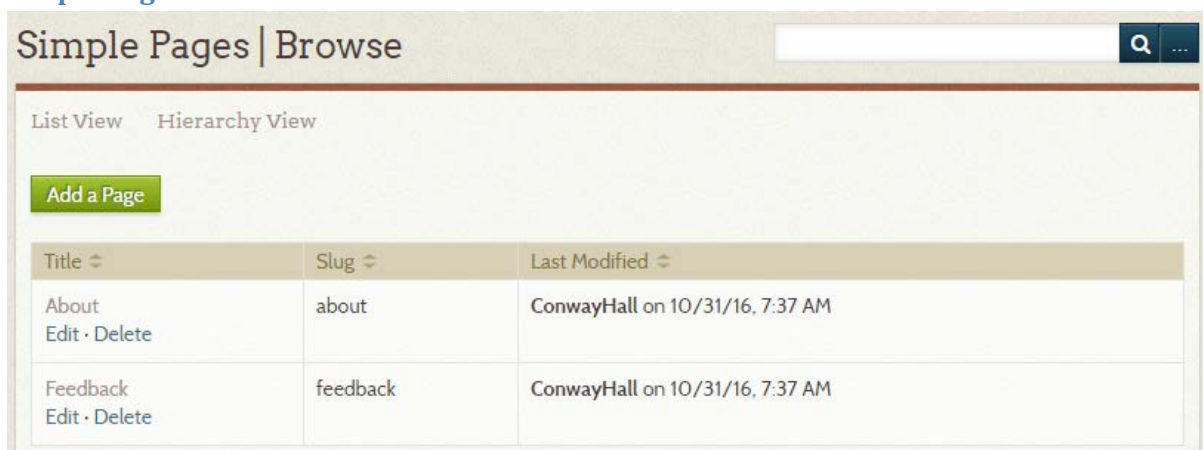 Simple Pages | Browse
...
List View Hierarchy View
Add a Page
Title Slug Last Modified
About about ConwayHall on 10/31/16, 7:37 AM
Edit · Delete
Feedback feedback ConwayHall on 10/31/16, 7:37 AM
Edit · Delete